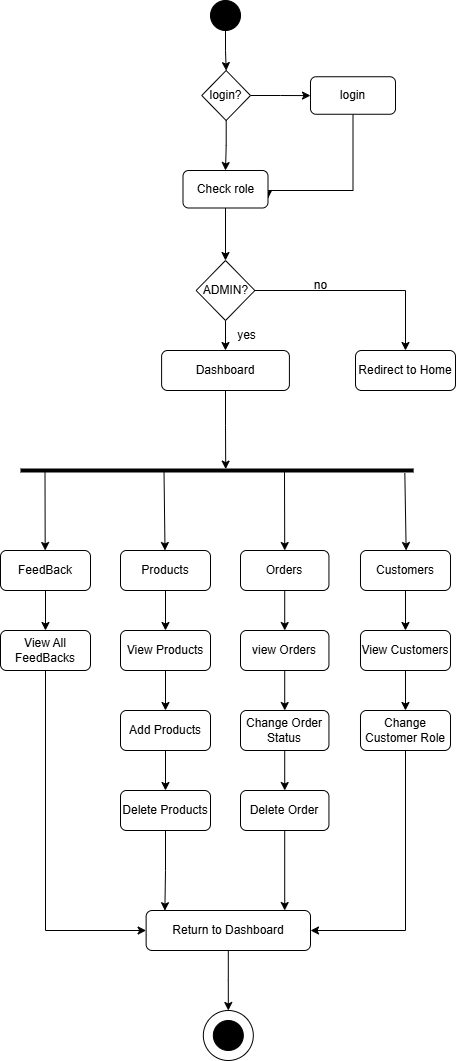 login?
login
Check role
ADMIN?
no
yes
Dashboard
Redirect to Home
FeedBack
Products
Orders
Customers
View All
FeedBacks
View Products
view Orders
View Customers
Add Products
Change Order
Status
Change
Customer Role
Delete Products
Delete Order
Return to Dashboard